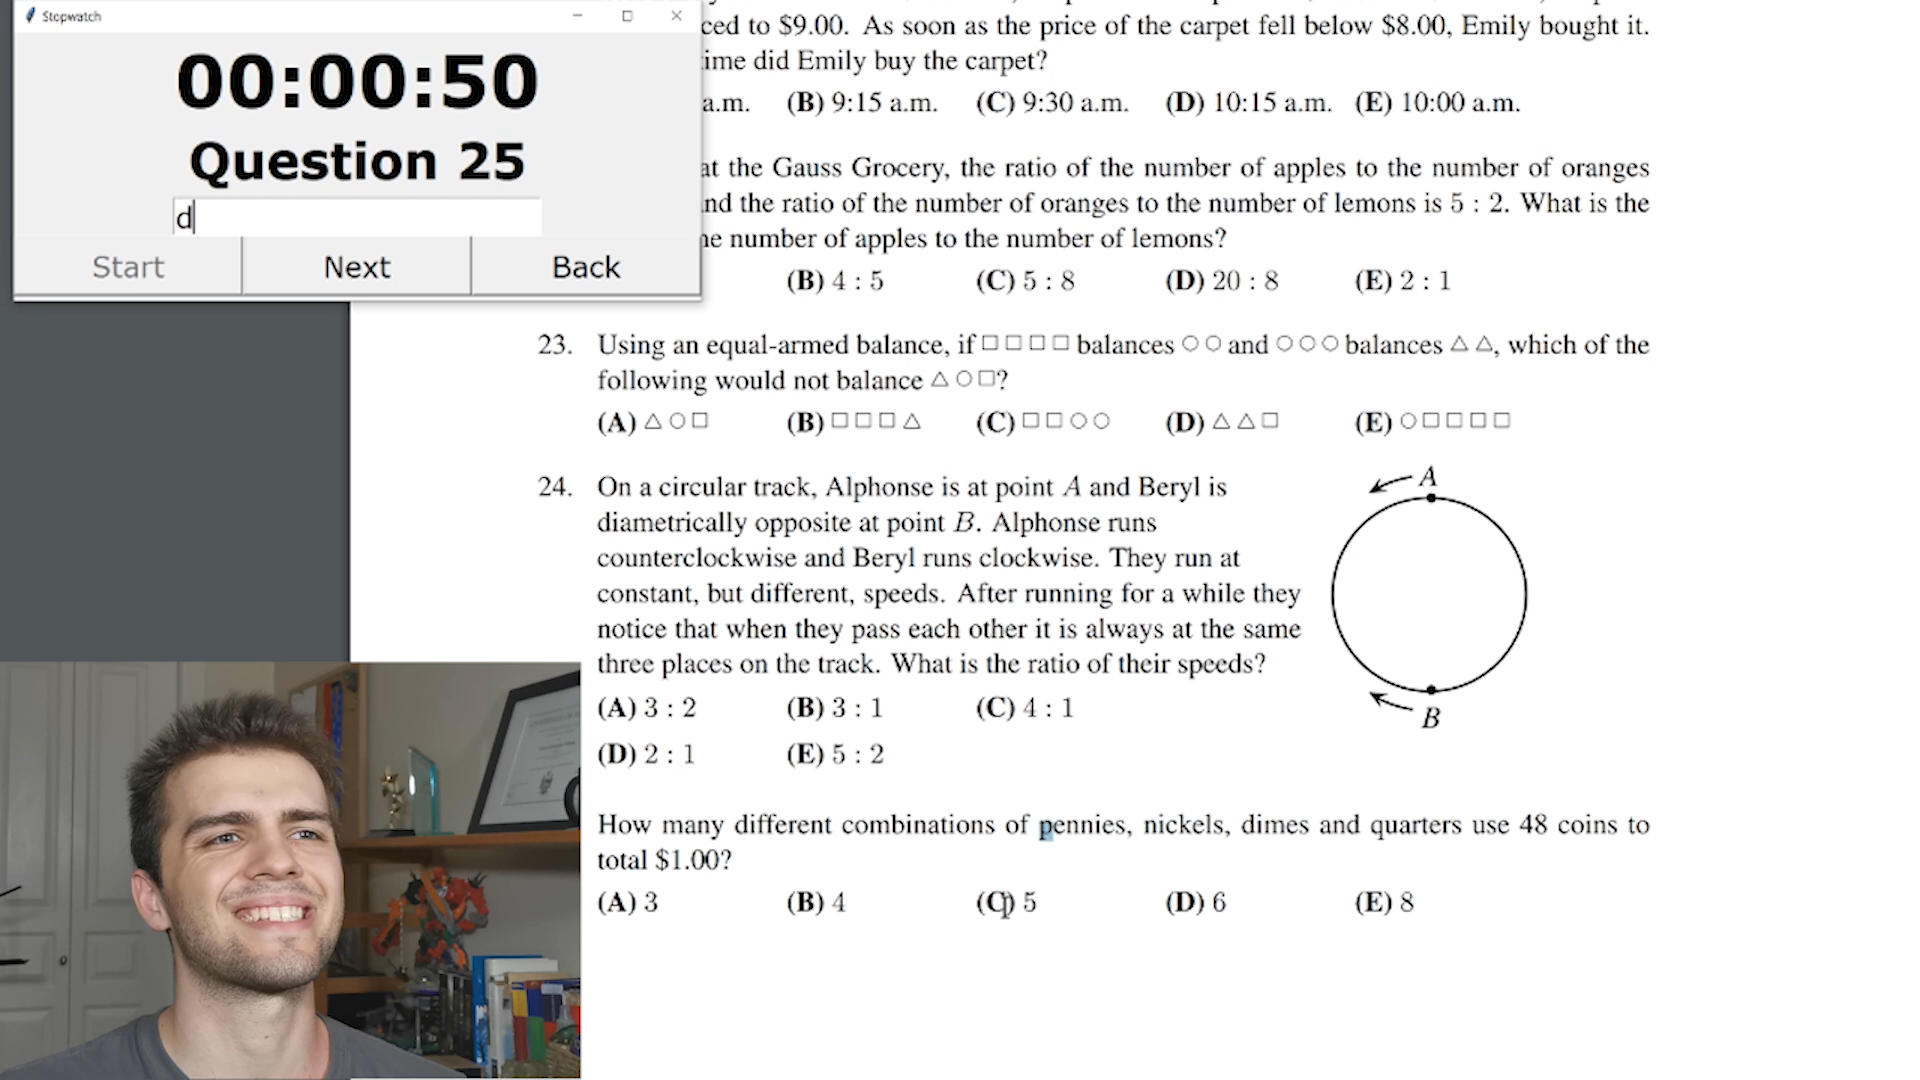 Stopwatch
00:00:50
Question 25
d
Start Next Back
ced to $9.00. As soon as the price of the carpet fell below $8.00, Emily bought it.
ime did Emily buy the carpet?
a.m. (B) 9:15 a.m. (C) 9:30 a.m. (D) 10:15 a.m. (E) 10:00 a.m.
at the Gauss Grocery, the ratio of the number of apples to the number of oranges
nd the ratio of the number of oranges to the number of lemons is 5 : 2. What is the
ne number of apples to the number of lemons?
(B) 4 : 5 (C) 5 : 8 (D) 20 : 8 (E) 2 : 1
23. Using an equal-armed balance, if □□□□ balances ○○ and ○○○ balances △△, which of the
following would not balance △○□?
(A) △○□ (B) □□□△ (C) □□○○ (D) △△□ (E) ○□□□□
24. On a circular track, Alphonse is at point A and Beryl is
diametrically opposite at point B. Alphonse runs
counterclockwise and Beryl runs clockwise. They run at
constant, but different, speeds. After running for a while they
notice that when they pass each other it is always at the same
three places on the track. What is the ratio of their speeds?
(A) 3 : 2 (B) 3 : 1 (C) 4 : 1
(D) 2 : 1 (E) 5 : 2
A
B
How many different combinations of pennies, nickels, dimes and quarters use 48 coins to
total $1.00?
(A) 3 (B) 4 (C) 5 (D) 6 (E) 8